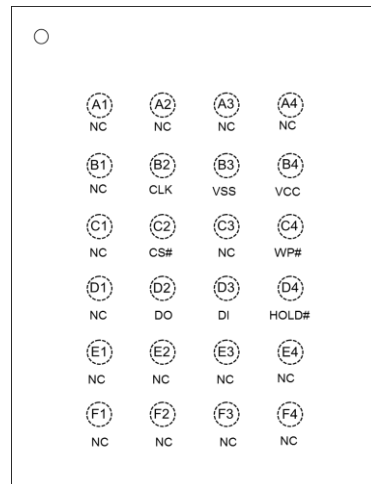 A1 A2 A3 A4
NC NC NC NC
B1 B2 B3 B4
NC CLK VSS VCC
C1 C2 C3 C4
NC CS# NC WP#
D1 D2 D3 D4
NC DO DI HOLD#
E1 E2 E3 E4
NC NC NC NC
F1 F2 F3 F4
NC NC NC NC